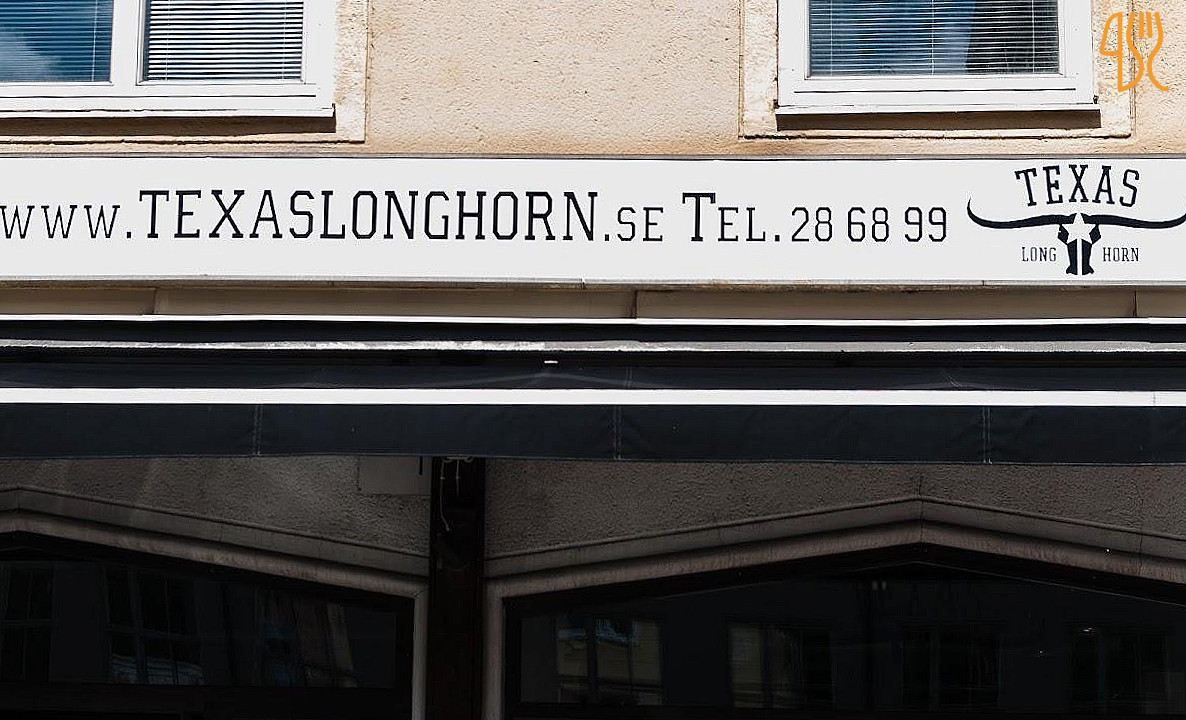 www.TEXASLONGHORN.SE TEL. 28 68 99
TEXAS
LONG HORN